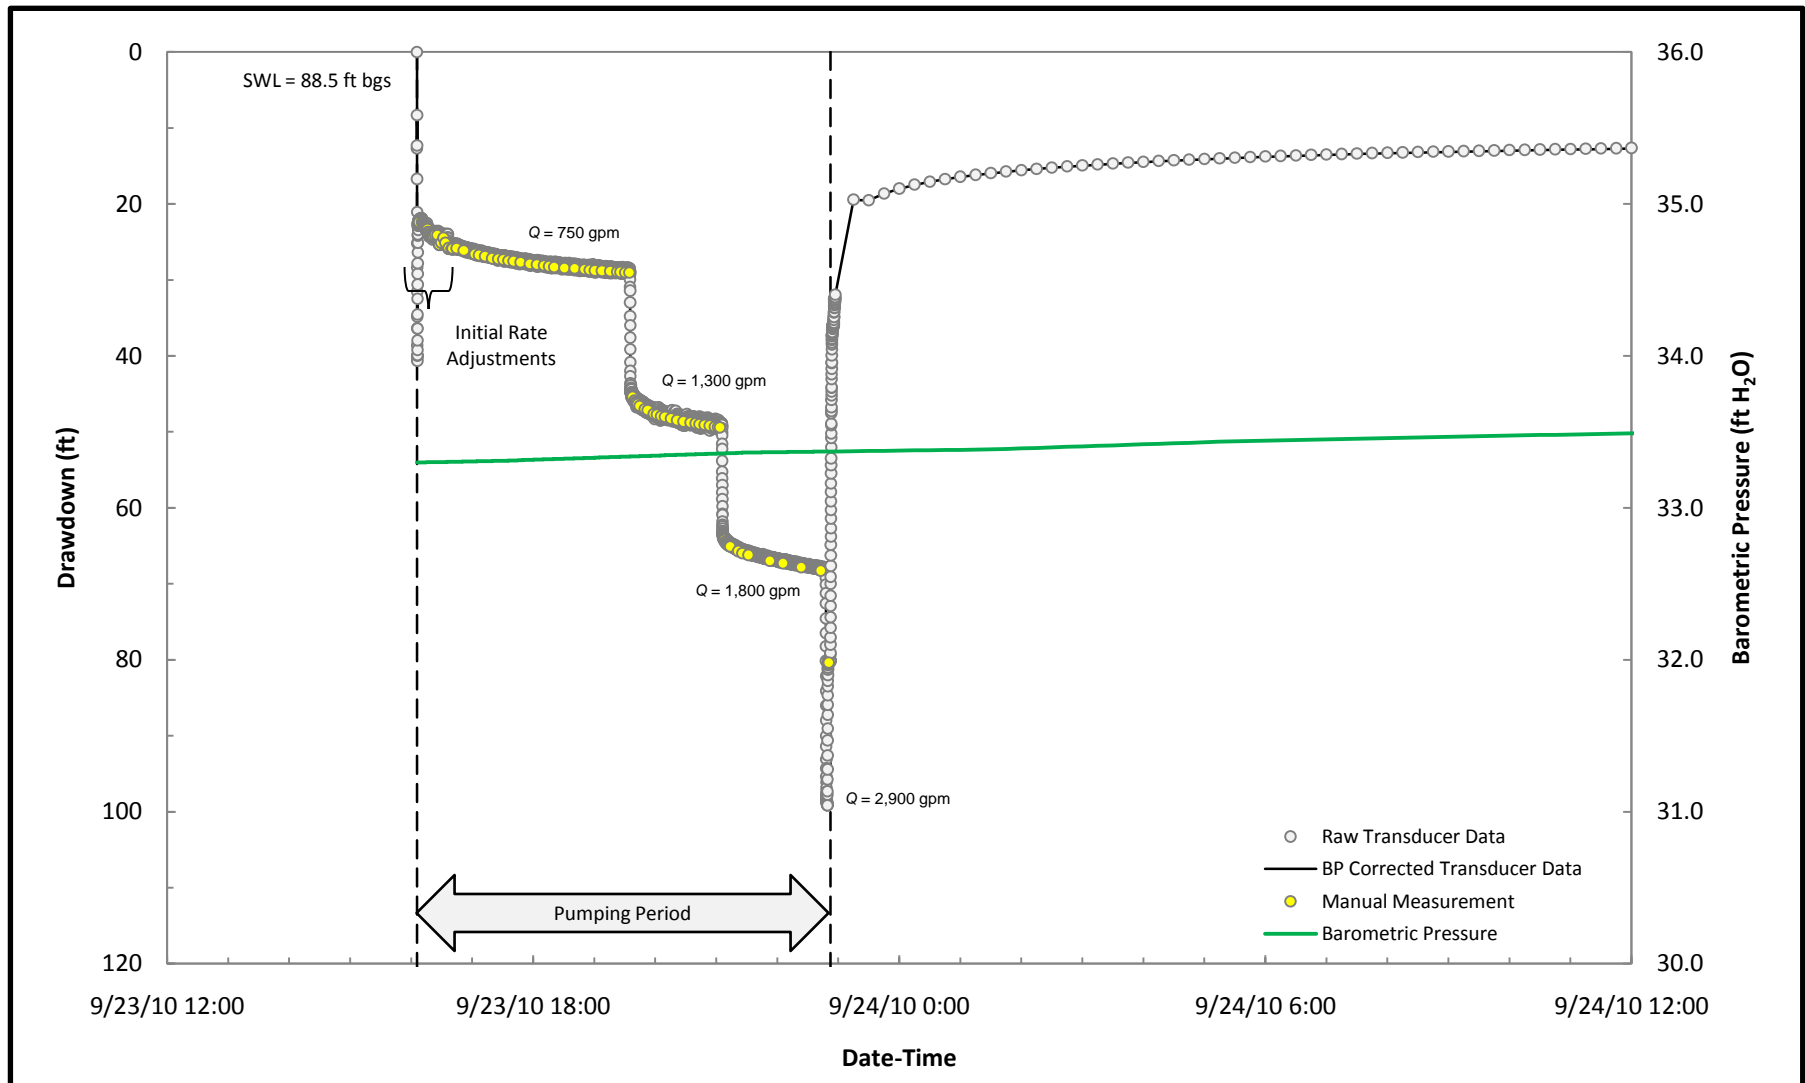 0
20
40
60
80
100
120
Drawdown (ft)
36.0
35.0
34.0
33.0
32.0
31.0
30.0
Barometric Pressure (ft H₂O)
SWL = 88.5 ft bgs
Q = 750 gpm
Initial Rate
Adjustments
Q = 1,300 gpm
Q = 1,800 gpm
Q = 2,900 gpm
Raw Transducer Data
BP Corrected Transducer Data
Manual Measurement
Barometric Pressure
Pumping Period
9/23/10 12:00
9/23/10 18:00
9/24/10 0:00
9/24/10 6:00
9/24/10 12:00
Date-Time